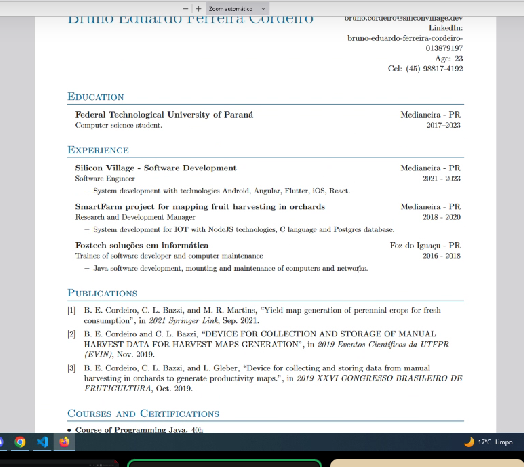 Zoom automático
Bruno Eduardo Ferreira Cordeiro
bruno.cordeiro@siliconvillage.dev
LinkedIn:
bruno-eduardo-ferreira-cordeiro-
013879197
Age: 23
Cel: (45) 98817-4192
EDUCATION
Federal Technological University of Paraná Medianeira - PR
Computer science student. 2017-2023
EXPERIENCE
Silicon Village - Software Development Medianeira - PR
Software Engineer 2021 - 2023
– System development with technologies Android, Angular, Flutter, iOS, React.
SmartFarm project for mapping fruit harvesting in orchards Medianeira - PR
Research and Development Manager 2018 - 2020
– System development for IOT with NodeJS technologies, C language and Postgres database.
Foxtech soluções em informática Foz do Iguaçu - PR
Trainee of software developer and computer maintenance 2016 - 2018
– Java software development, mounting and maintenance of computers and networks.
PUBLICATIONS
[1] B. E. Cordeiro, C. L. Bazzi, and M. R. Martins, “Yield map generation of perennial crops for fresh
consumption”, in 2021 Springer Link, Sep. 2021.
[2] B. E. Cordeiro and C. L. Bazzi, “DEVICE FOR COLLECTION AND STORAGE OF MANUAL
HARVEST DATA FOR HARVEST MAPS GENERATION”, in 2019 Eventos Científicos da UTFPR
(EVIN), Nov. 2019.
[3] B. E. Cordeiro, C. L. Bazzi, and L. Gleber, “Device for collecting and storing data from manual
harvesting in orchards to generate productivity maps.”, in 2019 XXVI CONGRESSO BRASILEIRO DE
FRUTICULTURA, Oct. 2019.
COURSES AND CERTIFICATIONS
• Course of Programming Java, 40h
17°C Limpo